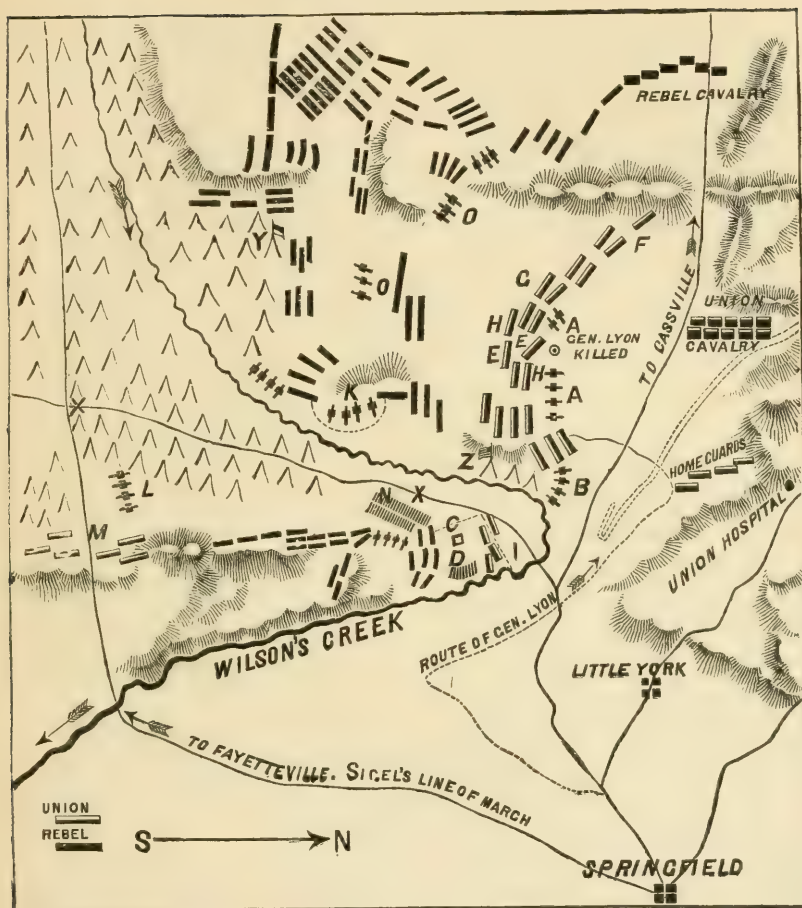 REBEL CAVALRY
O
Y
F
TO CASSVILLE
G
O
UNION
CAVALRY
H
A
E
E
GEN. LYON
KILLED
H
A
K
Z
HOME GUARDS
X
L
B
N
X
UNION HOSPITAL
M
C
D
I
WILSON'S CREEK
ROUTE OF GEN. LYON
LITTLE YORK
TO FAYETTEVILLE. SIGEL'S LINE OF MARCH
UNION
REBEL
S N
SPRINGFIELD